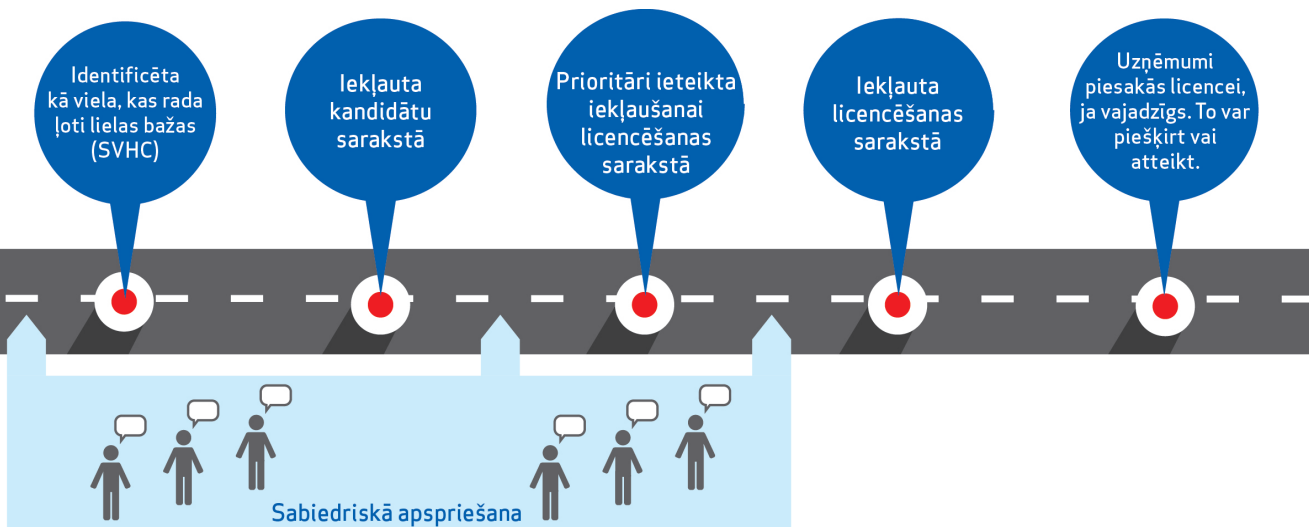 Identificēta
kā viela, kas rada
ļoti lielas bažas
(SVHC)
Iekļauta
kandidātu
sarakstā
Prioritāri ieteikta
iekļaušanai
licencēšanas
sarakstā
Iekļauta
licencēšanas
sarakstā
Uzņēmumi
piesakās licencei,
ja vajadzīgs. To var
piešķirt vai
atteikt.
Sabiedriskā apspriešana